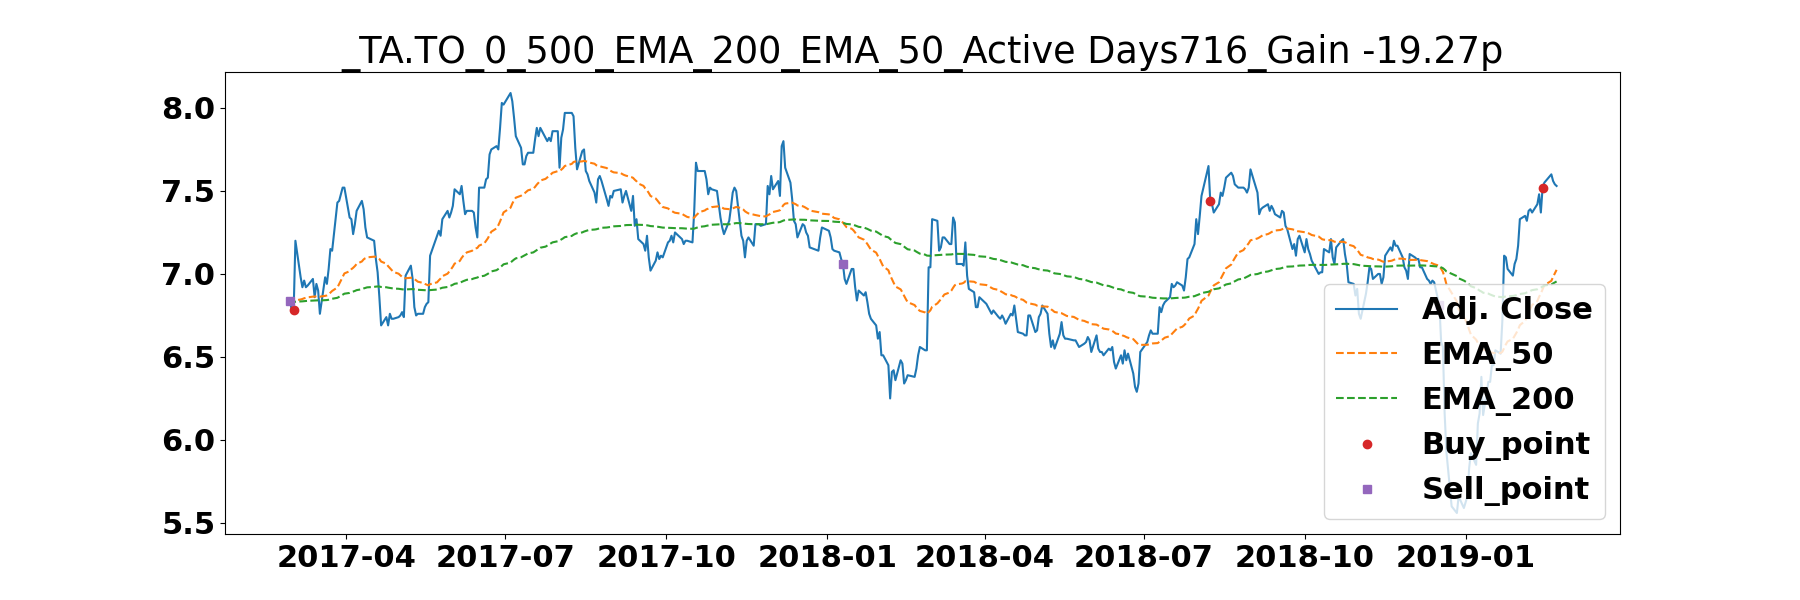 _TA.TO_0_500_EMA_200_EMA_50_Active Days716_Gain -19.27p
8.0
7.5
7.0
6.5
6.0
5.5
Adj. Close
EMA_50
EMA_200
Buy_point
Sell_point
2017-04 2017-07 2017-10 2018-01 2018-04 2018-07 2018-10 2019-01